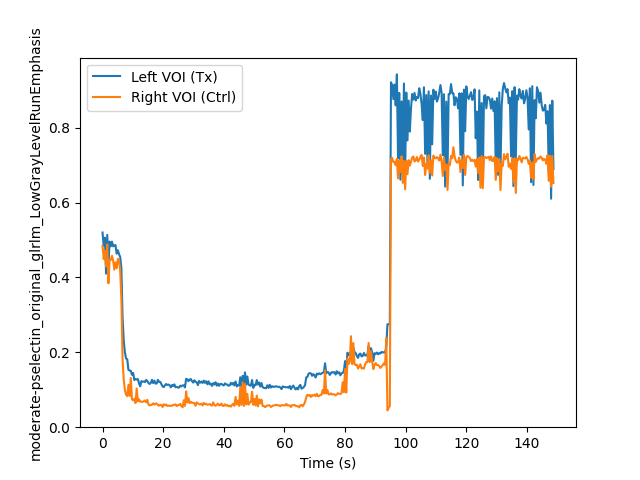 moderate-pselectin_original_glrlm_LowGrayLevelRunEmphasis
Left VOI (Tx)
Right VOI (Ctrl)
0.8
0.6
0.4
0.2
0.0
0 20 40 60 80 100 120 140
Time (s)